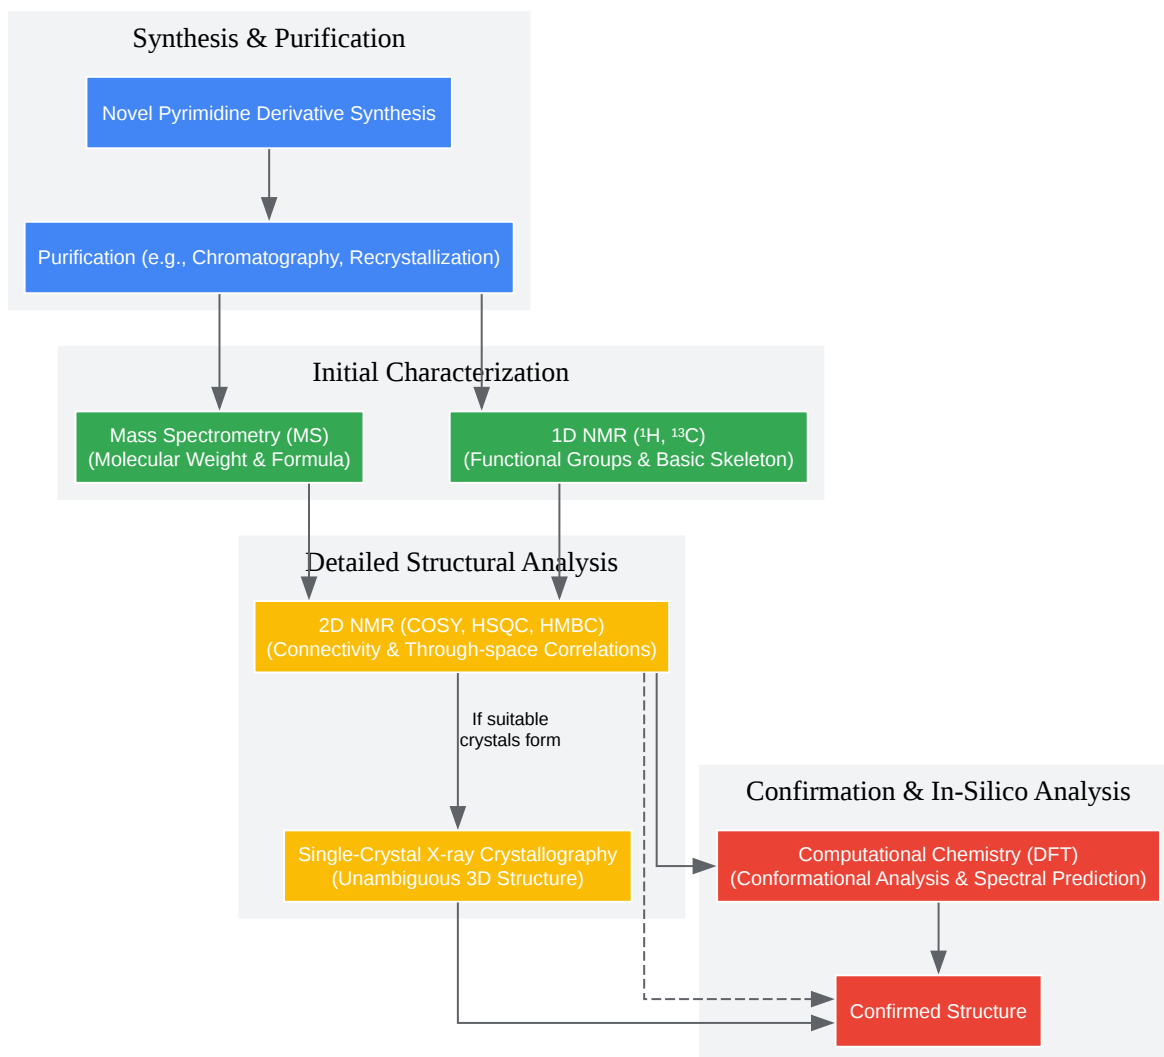 Synthesis & Purification
Novel Pyrimidine Derivative Synthesis
Purification (e.g., Chromatography, Recrystallization)
Initial Characterization
Mass Spectrometry (MS)
(Molecular Weight & Formula)
1D NMR (¹H, ¹³C)
(Functional Groups & Basic Skeleton)
Detailed Structural Analysis
2D NMR (COSY, HSQC, HMBC)
(Connectivity & Through-space Correlations)
If suitable
crystals form
Single-Crystal X-ray Crystallography
(Unambiguous 3D Structure)
Confirmation & In-Silico Analysis
Computational Chemistry (DFT)
(Conformational Analysis & Spectral Prediction)
Confirmed Structure